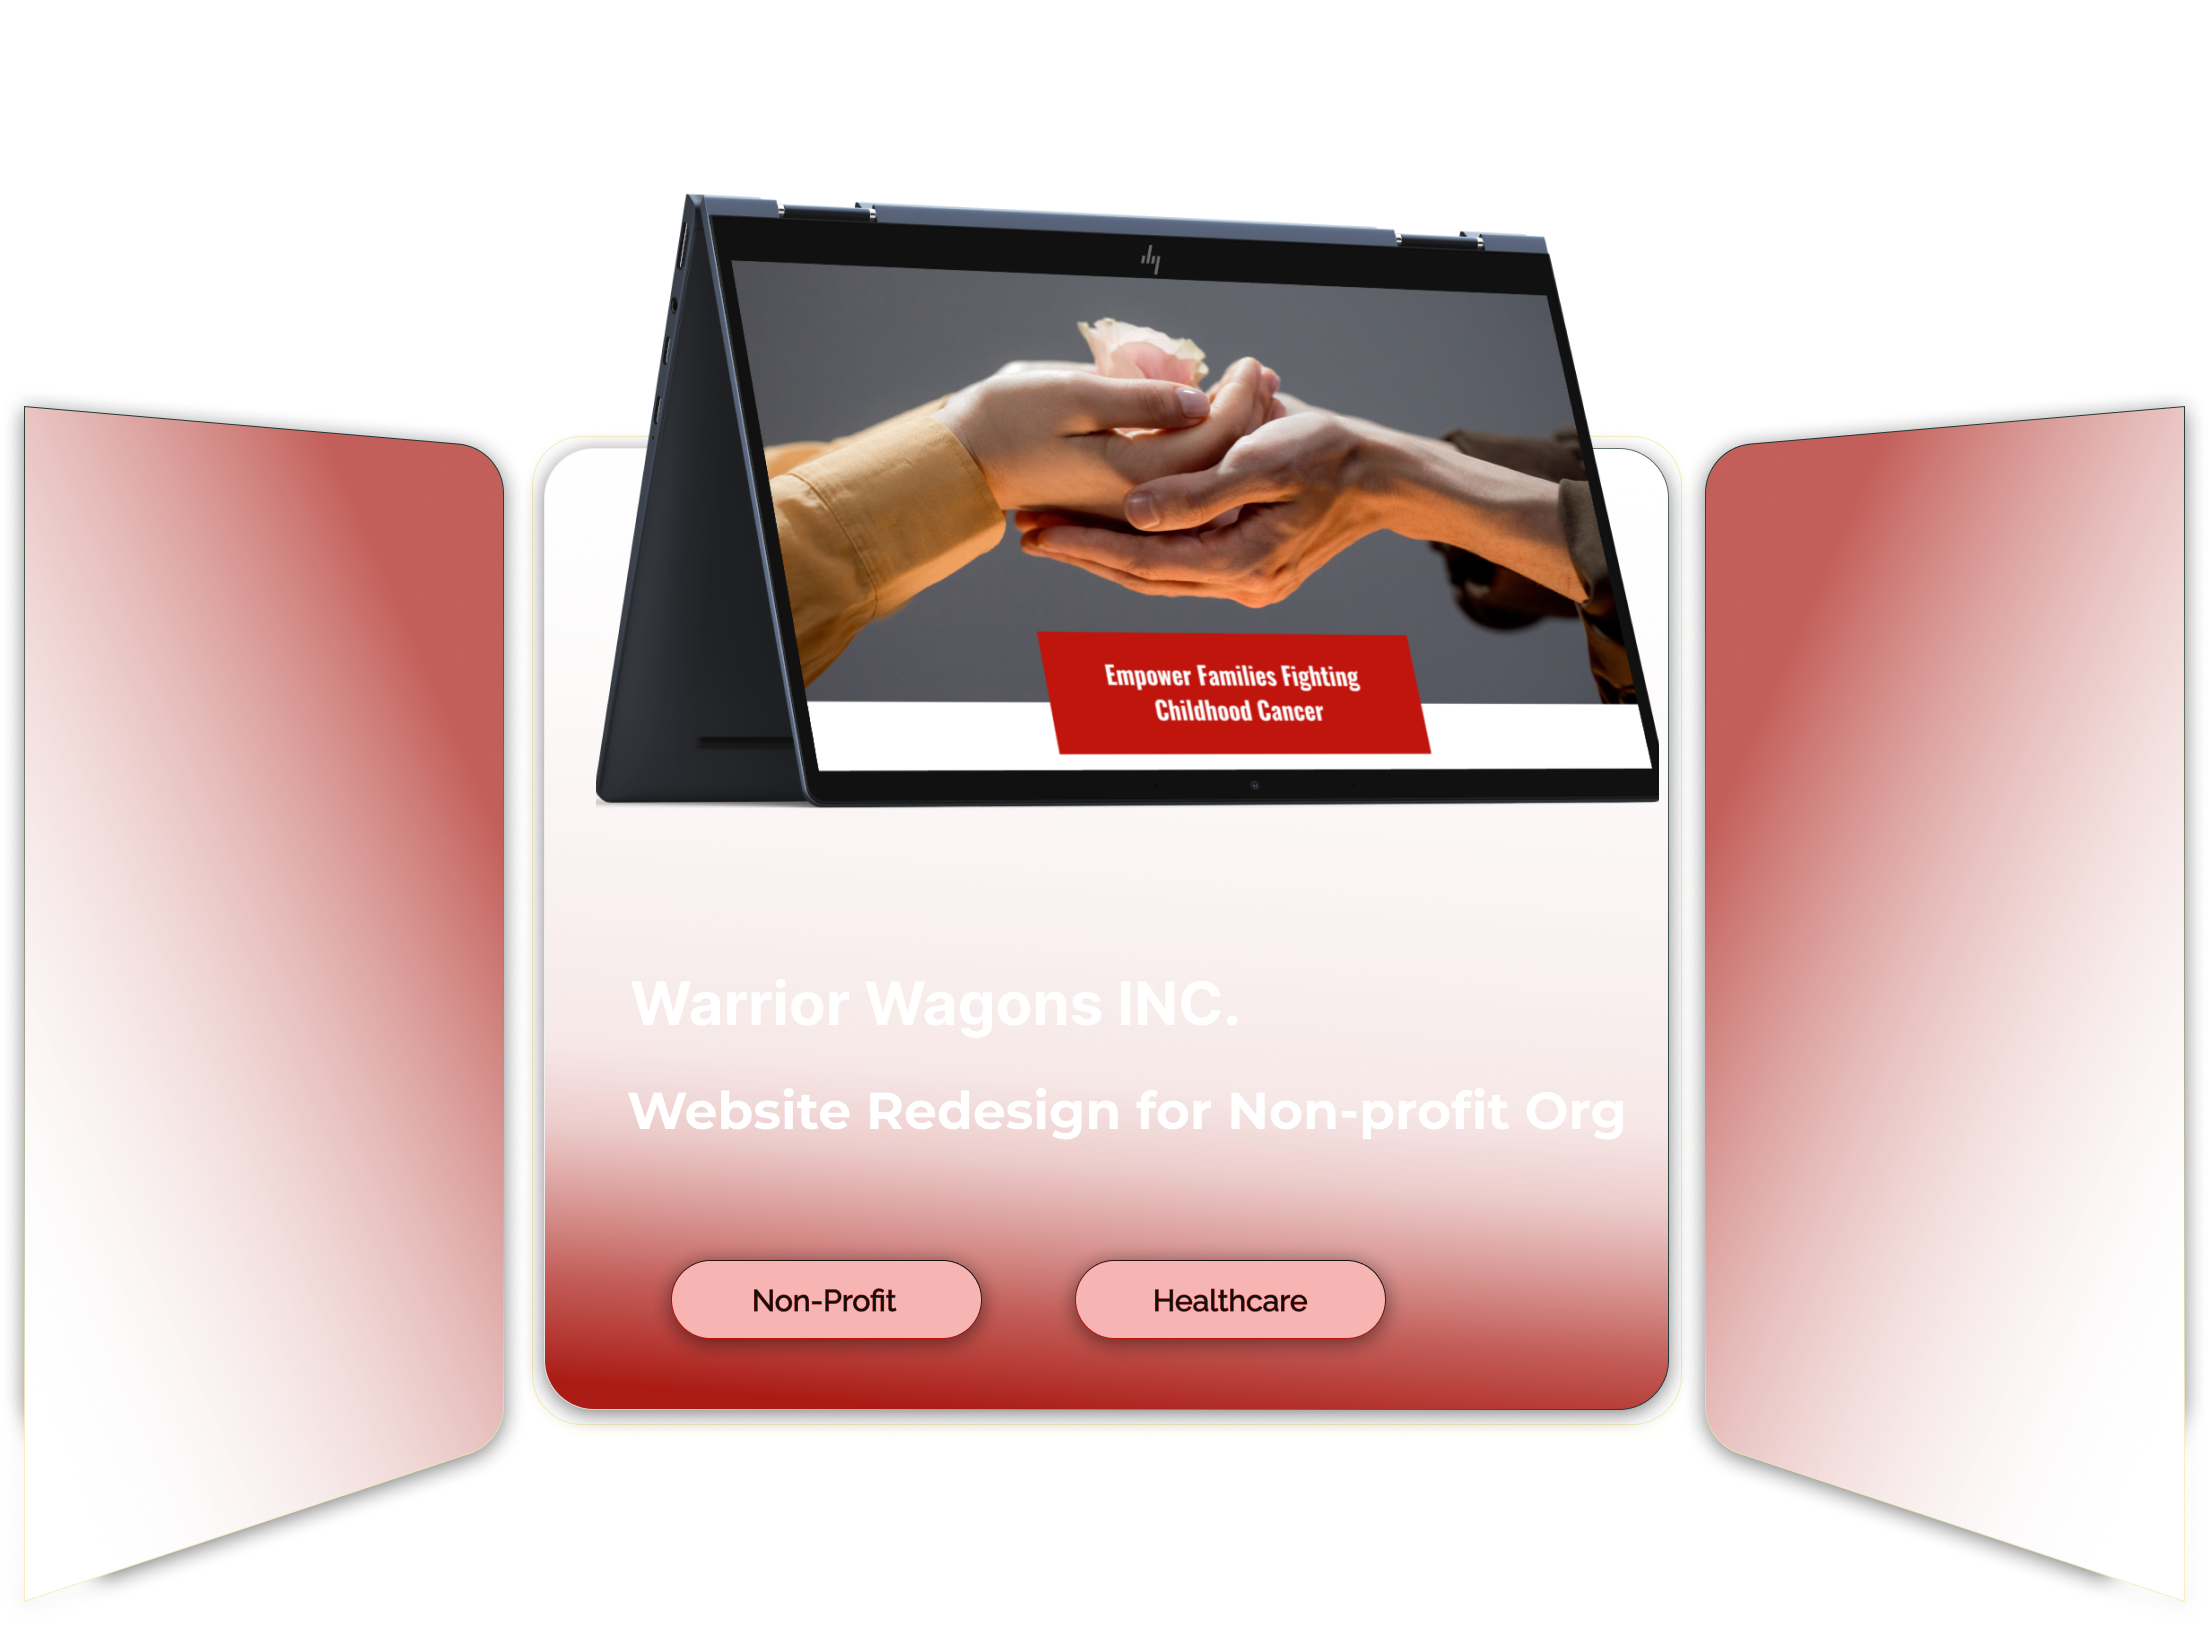 Empower Families Fighting
Childhood Cancer
Warrior Wagons INC.
Website Redesign for Non-profit Org
Non-Profit
Healthcare